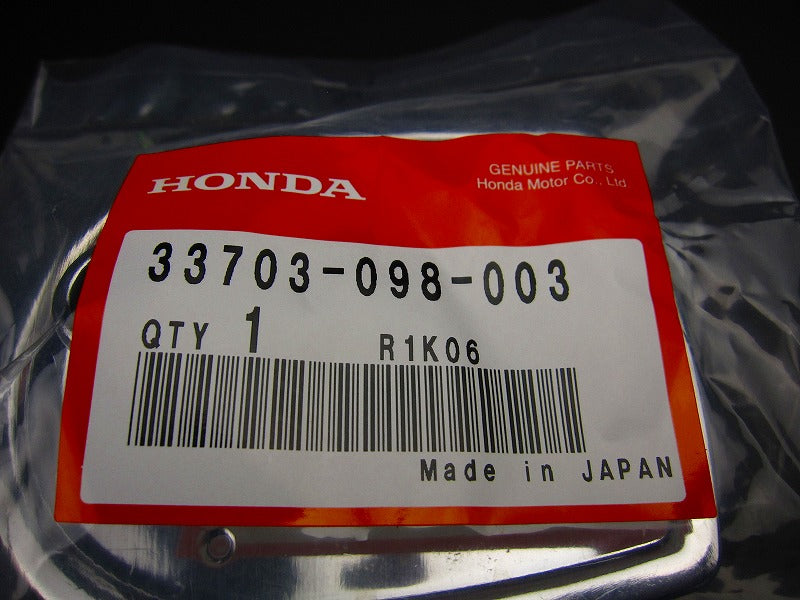 HONDA
GENUINE PARTS
Honda Motor Co., Ltd.
33703-098-003
QTY 1 R1K06
Made in JAPAN